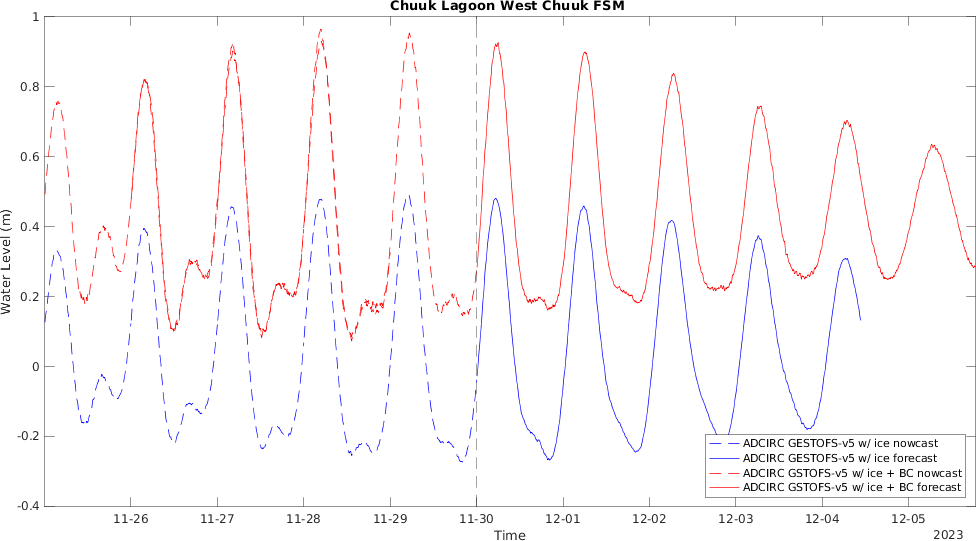 Chuuk Lagoon West Chuuk FSM
1
0.8
0.6
0.4
0.2
0
-0.2
-0.4
Water Level (m)
11-26 11-27 11-28 11-29 11-30 12-01 12-02 12-03 12-04 12-05
Time
2023
ADCIRC GESTOFS-v5 w/ ice nowcast
ADCIRC GESTOFS-v5 w/ ice forecast
ADCIRC GSTOFS-v5 w/ ice + BC nowcast
ADCIRC GSTOFS-v5 w/ ice + BC forecast